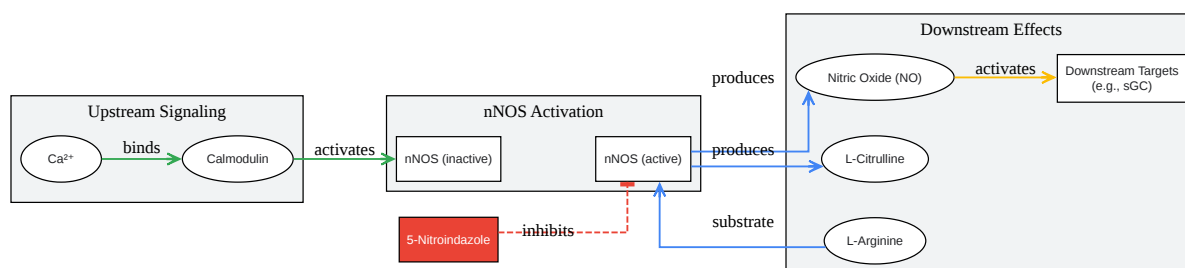 Downstream Effects
produces
Nitric Oxide (NO)
activates
Downstream Targets
(e.g., sGC)
Upstream Signaling
nNOS Activation
Ca²⁺
binds
Calmodulin
activates
nNOS (inactive)
nNOS (active)
produces
L-Citrulline
5-Nitroindazole
inhibits
substrate
L-Arginine